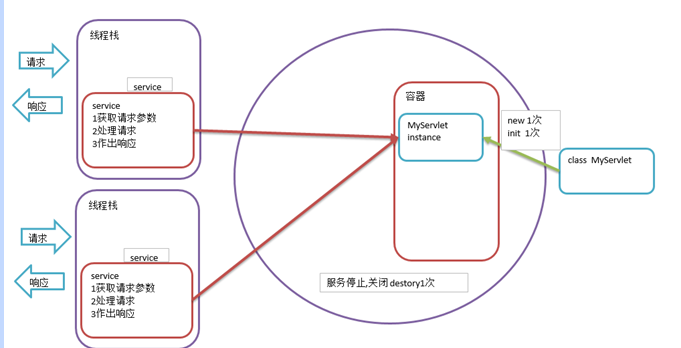 线程栈
请求
响应
service
service
1获取请求参数
2处理请求
3作出响应
线程栈
请求
响应
service
service
1获取请求参数
2处理请求
3作出响应
容器
MyServlet
instance
new 1次
init 1次
class MyServlet
服务停止,关闭 destory1次